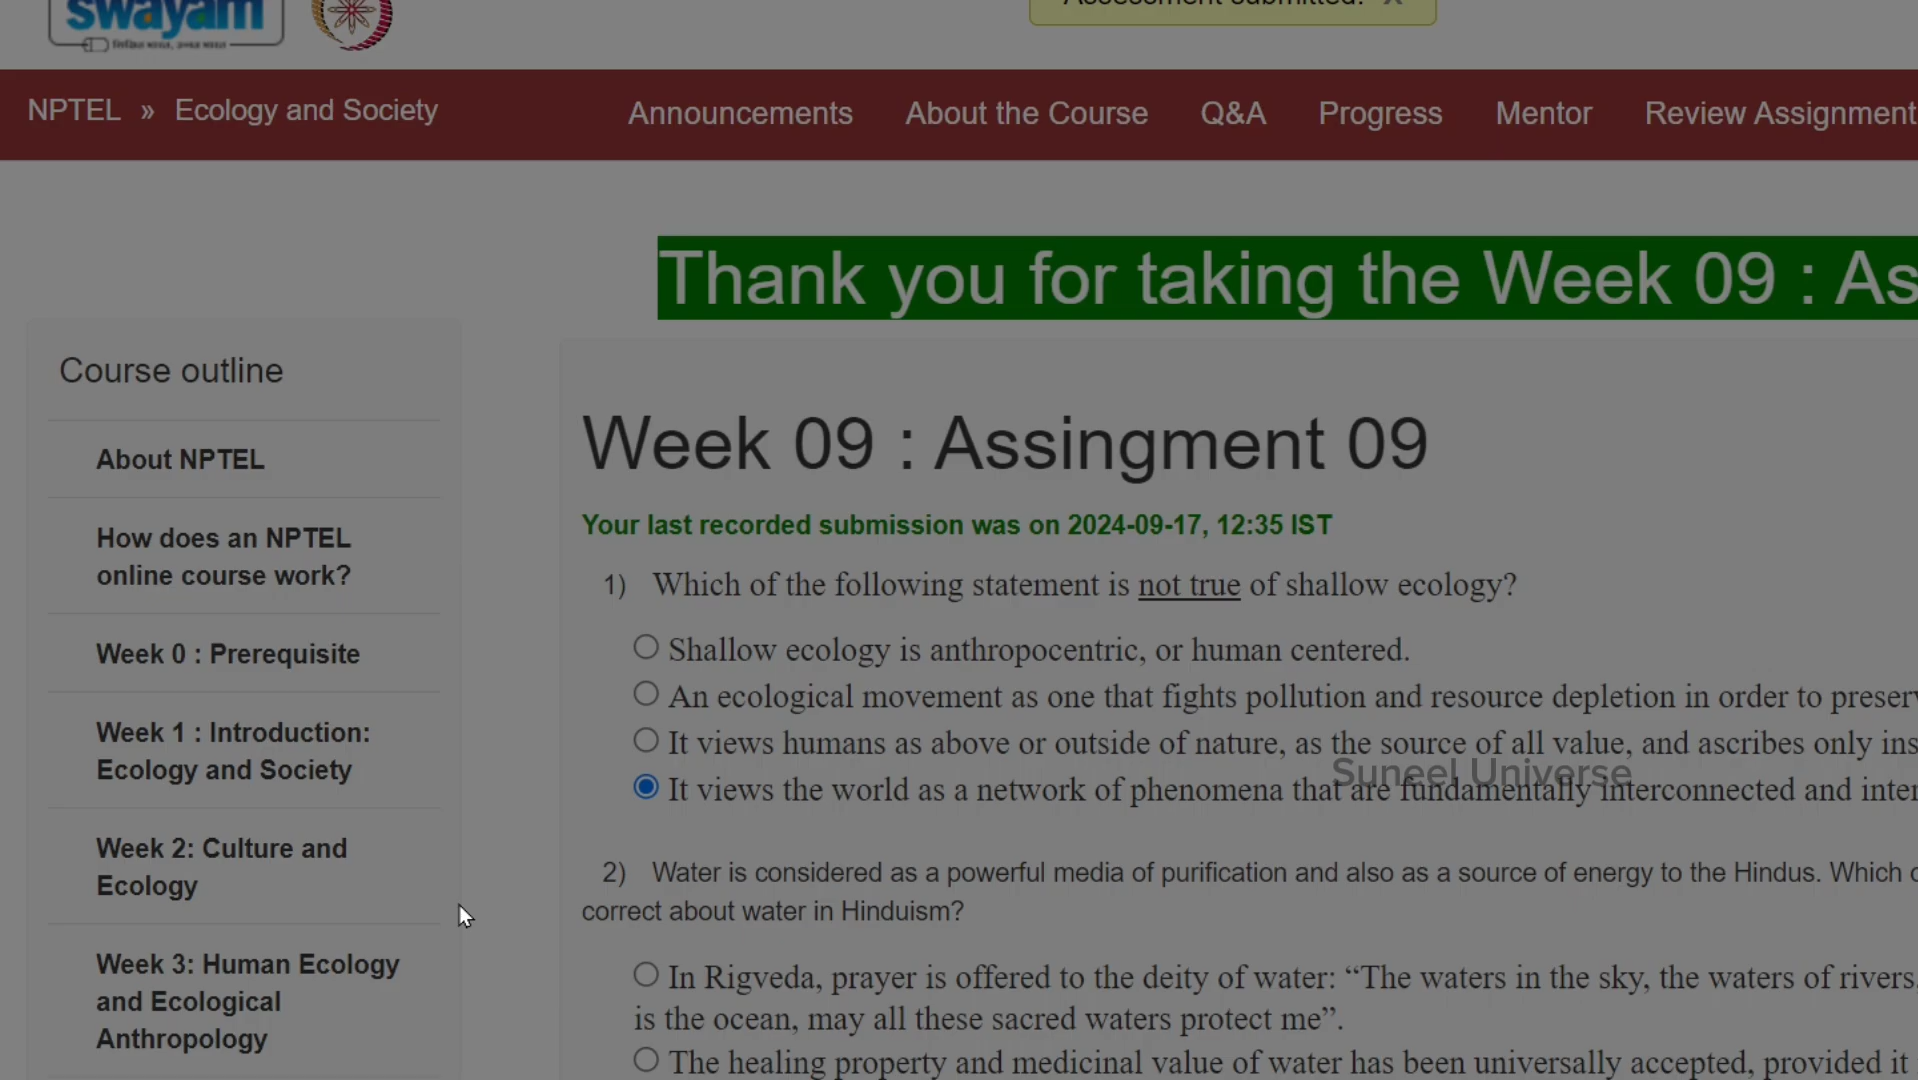 swayam
Assessment submitted. X
NPTEL » Ecology and Society
Announcements About the Course Q&A Progress Mentor Review Assignment
Thank you for taking the Week 09 : As
Course outline
About NPTEL
How does an NPTEL
online course work?
Week 0 : Prerequisite
Week 1 : Introduction:
Ecology and Society
Week 2: Culture and
Ecology
Week 3: Human Ecology
and Ecological
Anthropology
Week 09 : Assingment 09
Your last recorded submission was on 2024-09-17, 12:35 IST
1) Which of the following statement is not true of shallow ecology?
Shallow ecology is anthropocentric, or human centered.
An ecological movement as one that fights pollution and resource depletion in order to preserv
It views humans as above or outside of nature, as the source of all value, and ascribes only ins
Suneel Universe
It views the world as a network of phenomena that are fundamentally interconnected and inter
2) Water is considered as a powerful media of purification and also as a source of energy to the Hindus. Which o
correct about water in Hinduism?
In Rigveda, prayer is offered to the deity of water: “The waters in the sky, the waters of rivers,
is the ocean, may all these sacred waters protect me”.
The healing property and medicinal value of water has been universally accepted, provided it